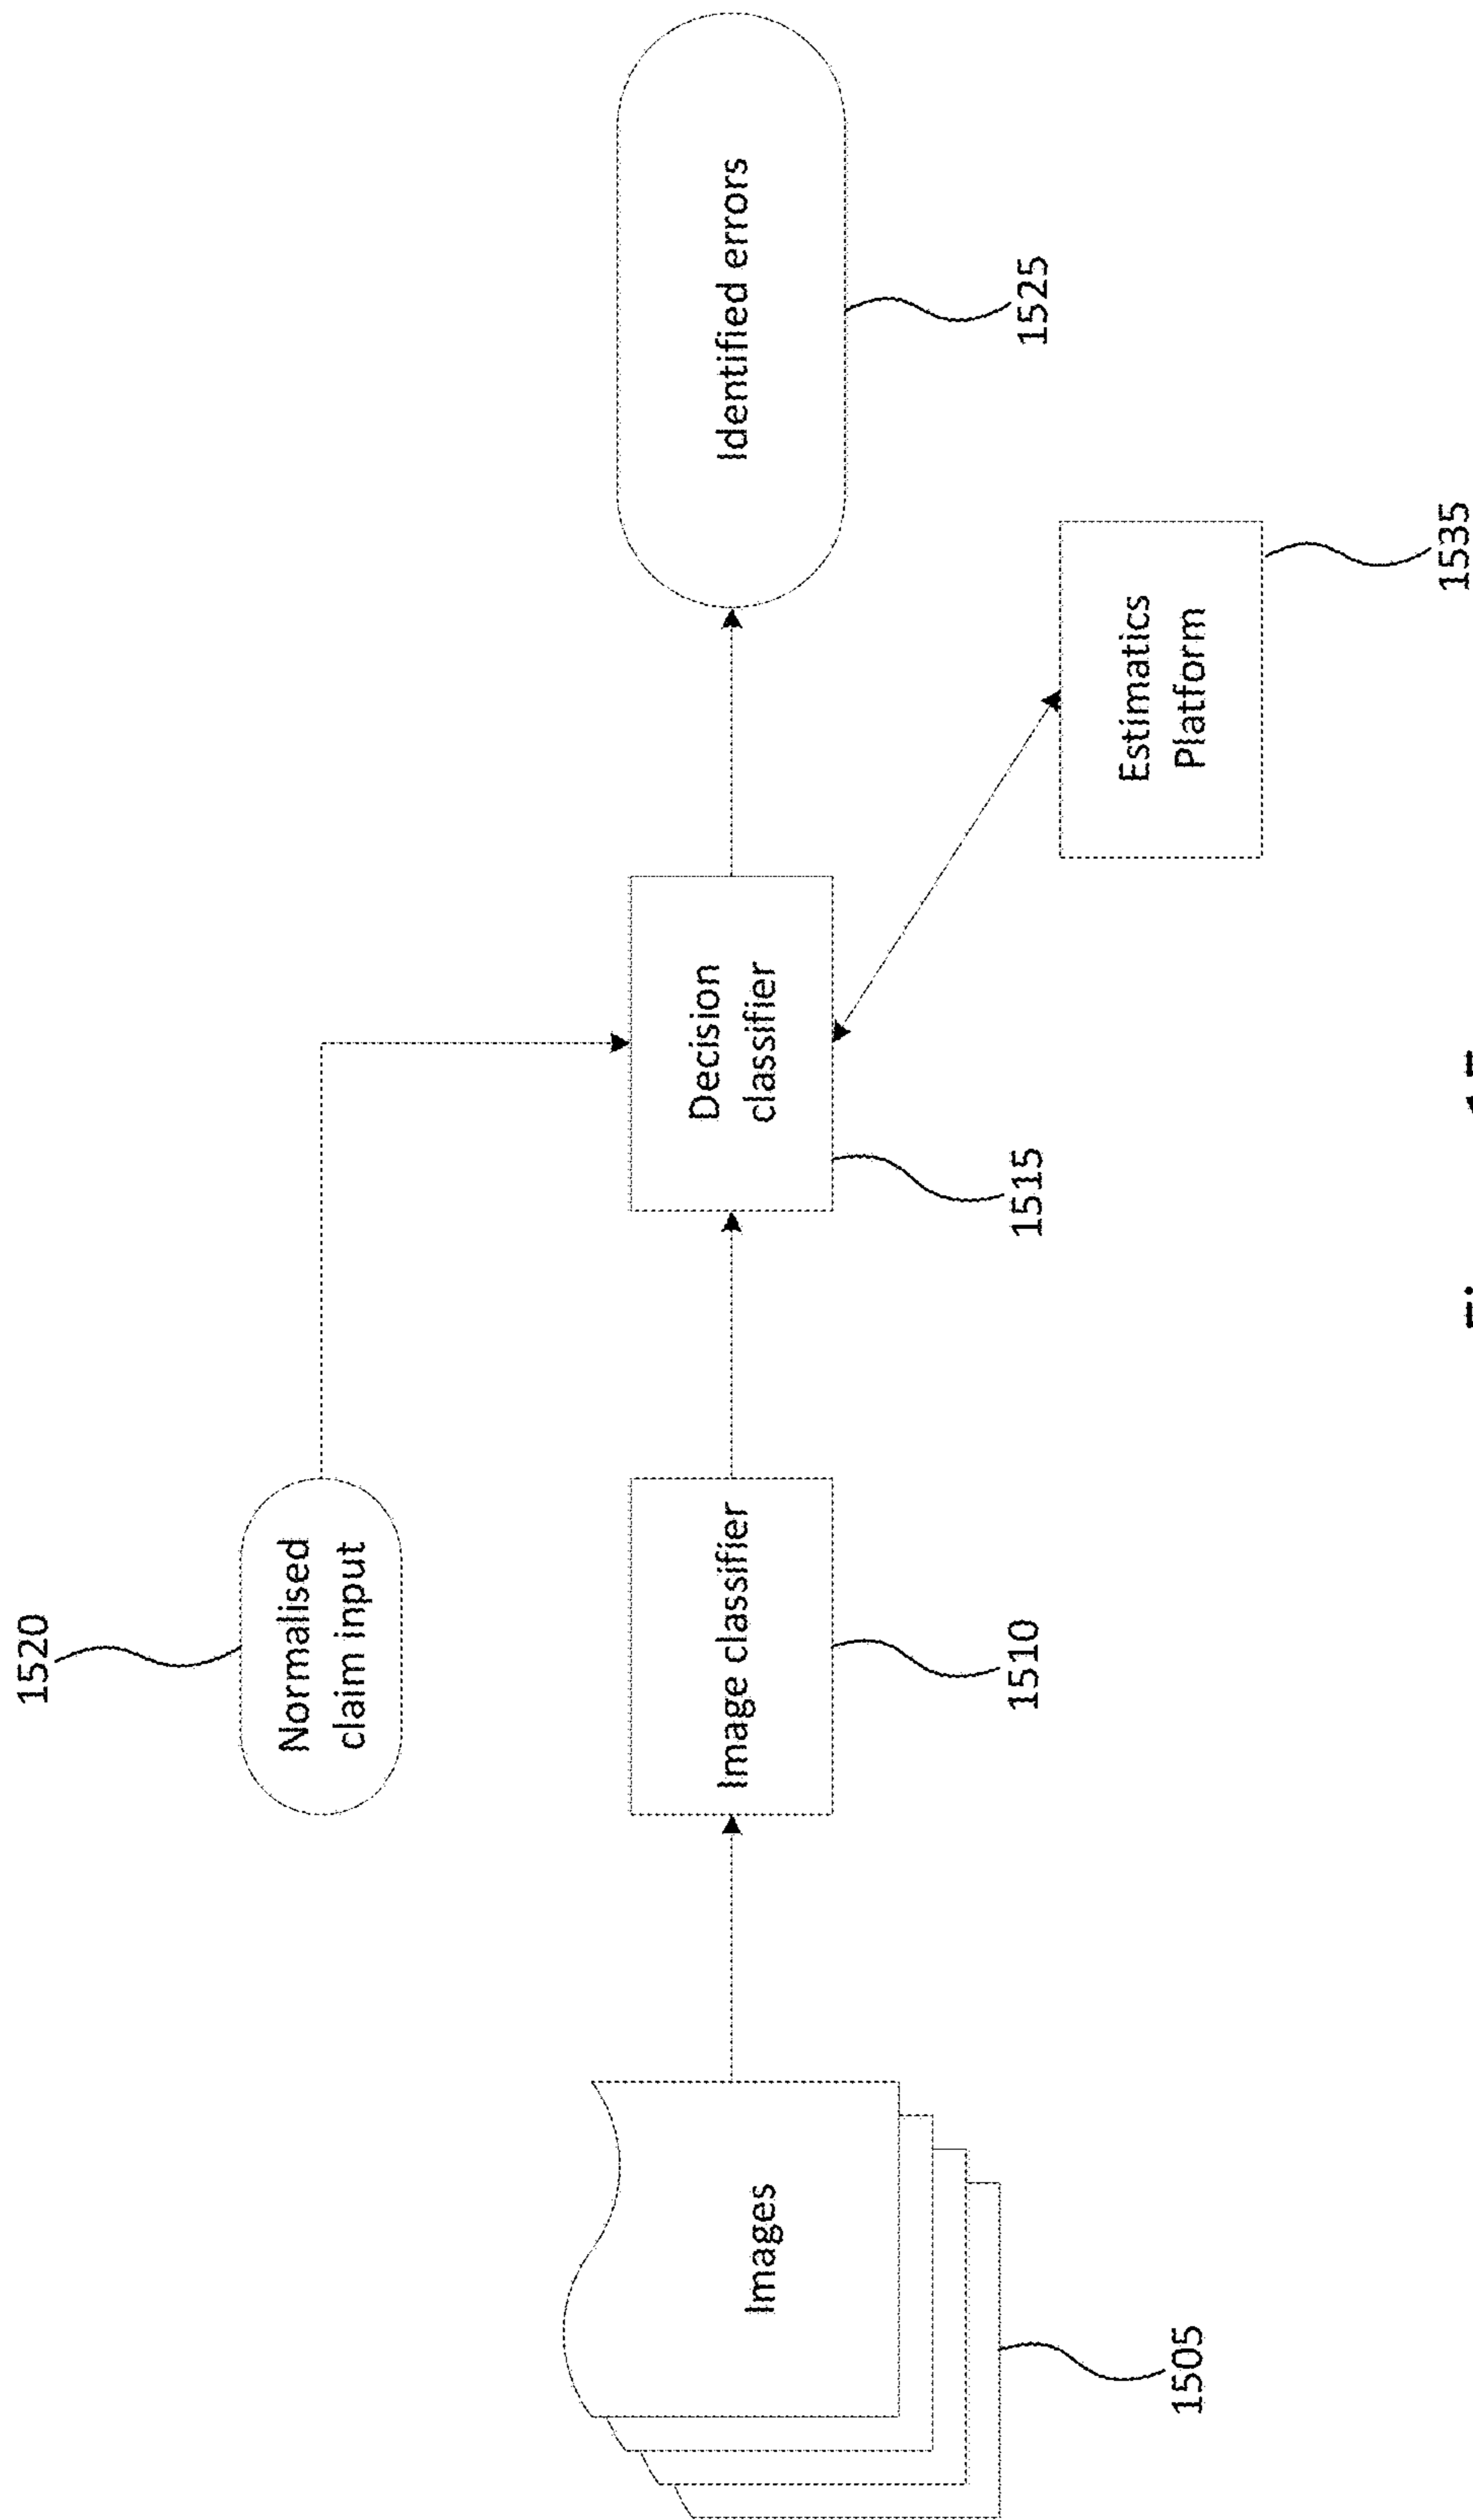 1520
Normalised
claim input
Images
1505
Image classifier
1510
Decision
classifier
1515
Estimatics
Platform
1535
Identified errors
1525